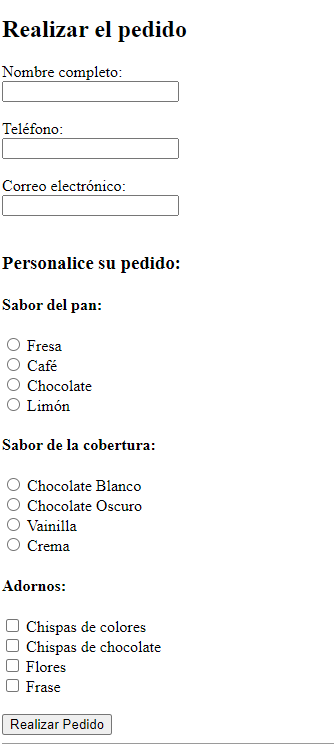 Realizar el pedido
Nombre completo:
Teléfono:
Correo electrónico:
Personalice su pedido:
Sabor del pan:
Fresa
Café
Chocolate
Limón
Sabor de la cobertura:
Chocolate Blanco
Chocolate Oscuro
Vainilla
Crema
Adornos:
Chispas de colores
Chispas de chocolate
Flores
Frase
Realizar Pedido